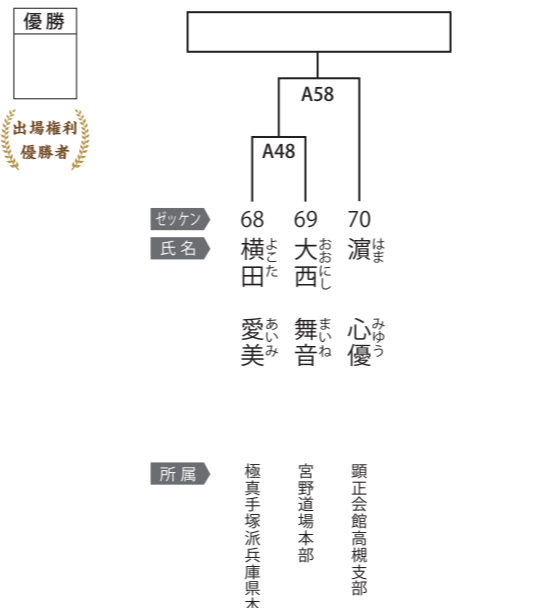 優勝
出場権利
優勝者
A58
A48
ゼッケン 68 69 70
氏名
横田 愛美
よこた あいみ
大西 舞音
おおにし まいね
濵 心優
はま みゆう
所属
極真手塚派兵庫県本
宮野道場本部
顕正会館高槻支部